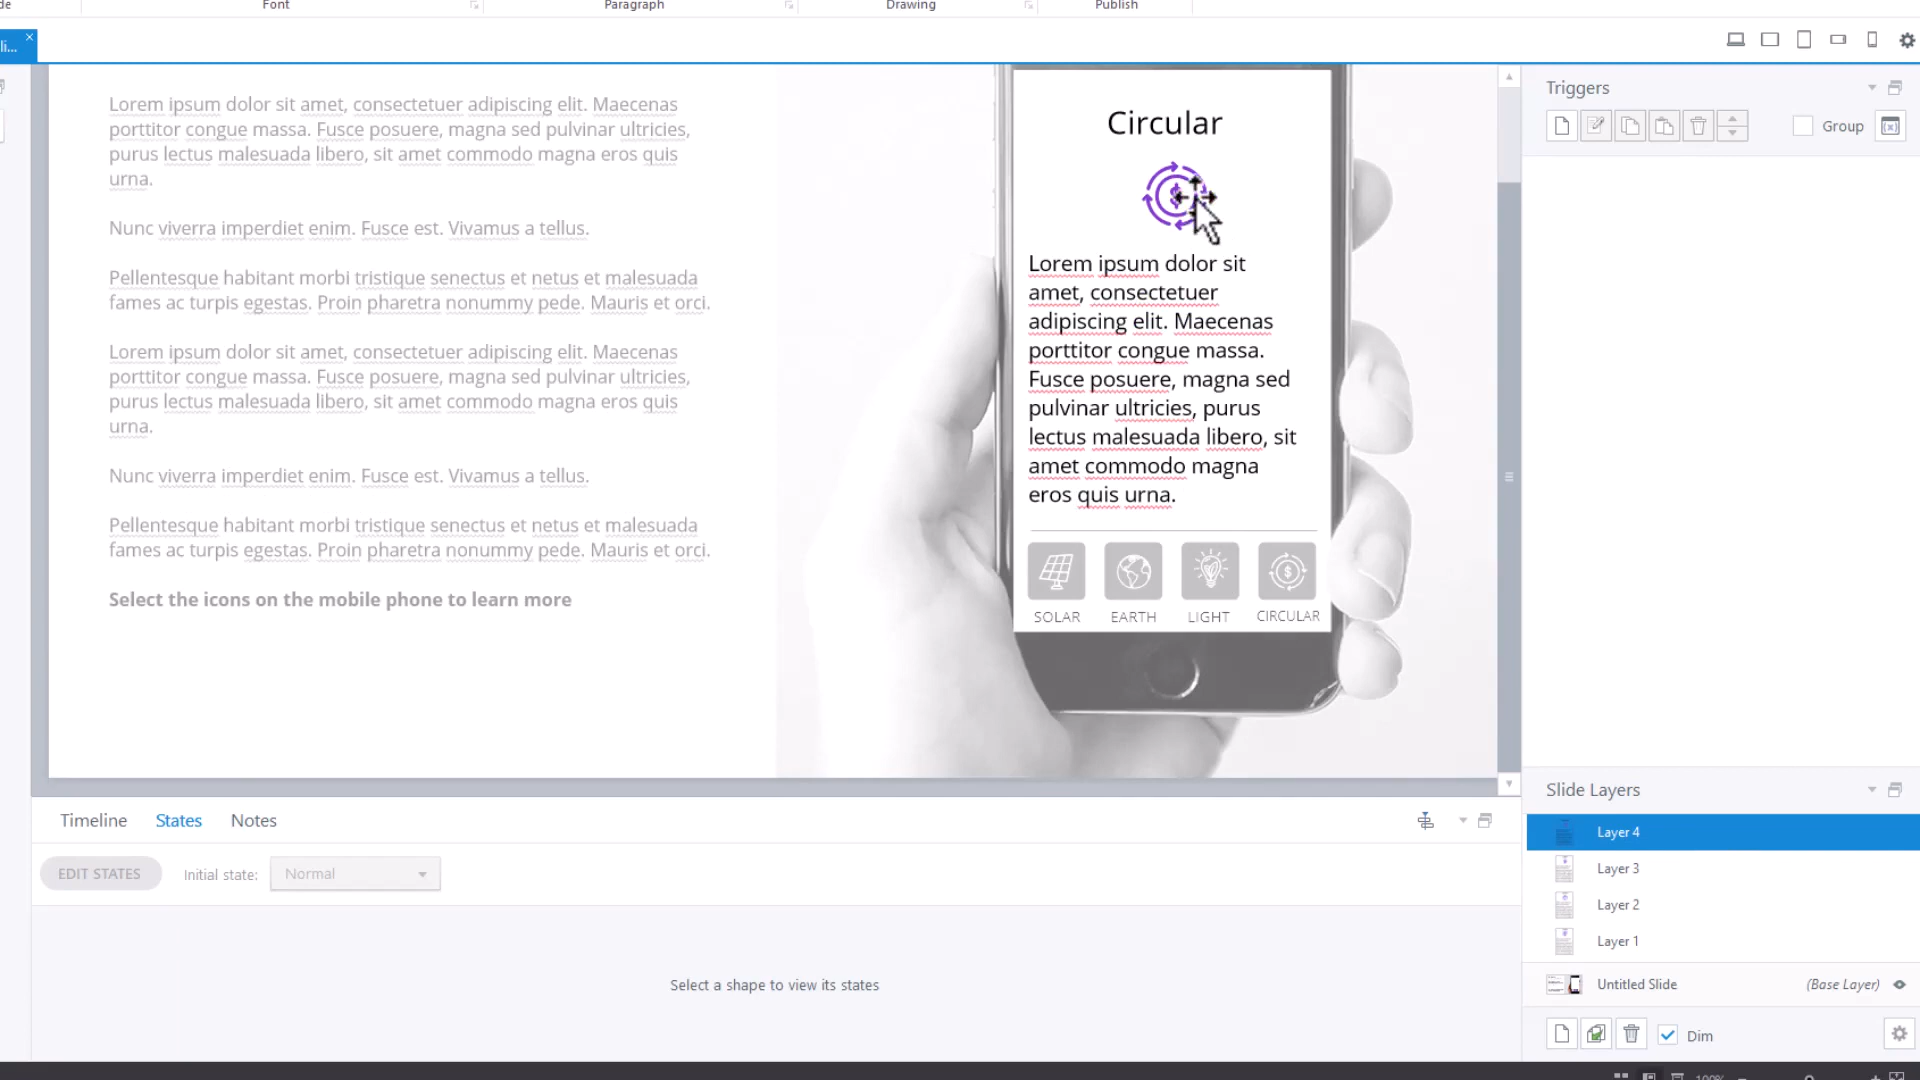 de
Font
Paragraph
Drawing
Publish
li...
Lorem ipsum dolor sit amet, consectetuer adipiscing elit. Maecenas
porttitor congue massa. Fusce posuere, magna sed pulvinar ultricies,
purus lectus malesuada libero, sit amet commodo magna eros quis
urna.
Nunc viverra imperdiet enim. Fusce est. Vivamus a tellus.
Pellentesque habitant morbi tristique senectus et netus et malesuada
fames ac turpis egestas. Proin pharetra nonummy pede. Mauris et orci.
Lorem ipsum dolor sit amet, consectetuer adipiscing elit. Maecenas
porttitor congue massa. Fusce posuere, magna sed pulvinar ultricies,
purus lectus malesuada libero, sit amet commodo magna eros quis
urna.
Nunc viverra imperdiet enim. Fusce est. Vivamus a tellus.
Pellentesque habitant morbi tristique senectus et netus et malesuada
fames ac turpis egestas. Proin pharetra nonummy pede. Mauris et orci.
Select the icons on the mobile phone to learn more
Circular
Lorem ipsum dolor sit
amet, consectetuer
adipiscing elit. Maecenas
porttitor congue massa.
Fusce posuere, magna sed
pulvinar ultricies, purus
lectus malesuada libero, sit
amet commodo magna
eros quis urna.
SOLAR
EARTH
LIGHT
CIRCULAR
Triggers
Group
Timeline
States
Notes
EDIT STATES
Initial state:
Normal
Select a shape to view its states
Slide Layers
Layer 4
Layer 3
Layer 2
Layer 1
Untitled Slide
(Base Layer)
Dim
100%